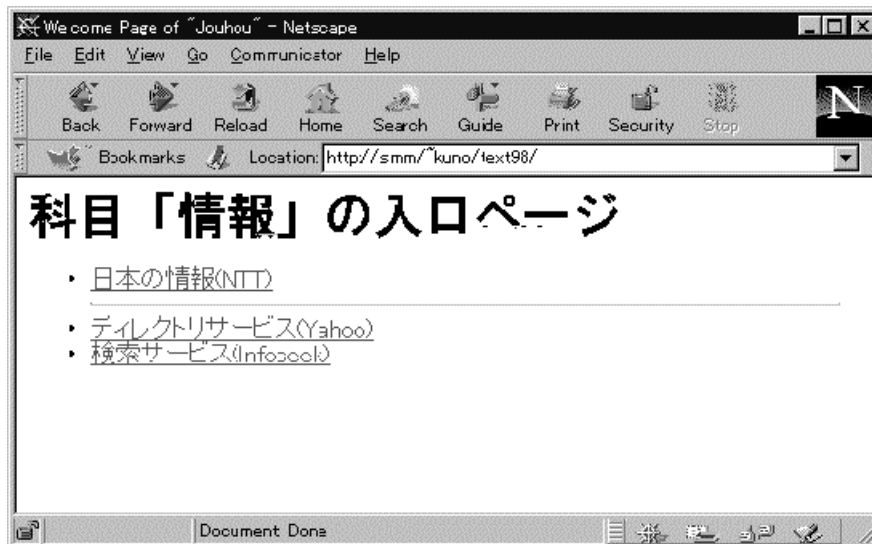 Welcome Page of "Jouhou" - Netscape
File Edit View Go Communicator Help
Back Forward Reload Home Search Guide Print Security Stop
N
Bookmarks Location: http://smm/~kuno/text98/
科目「情報」の入口ページ
• 日本の情報(NTT)
• ディレクトリサービス(Yahoo)
• 検索サービス(Infoseek)
Document Done